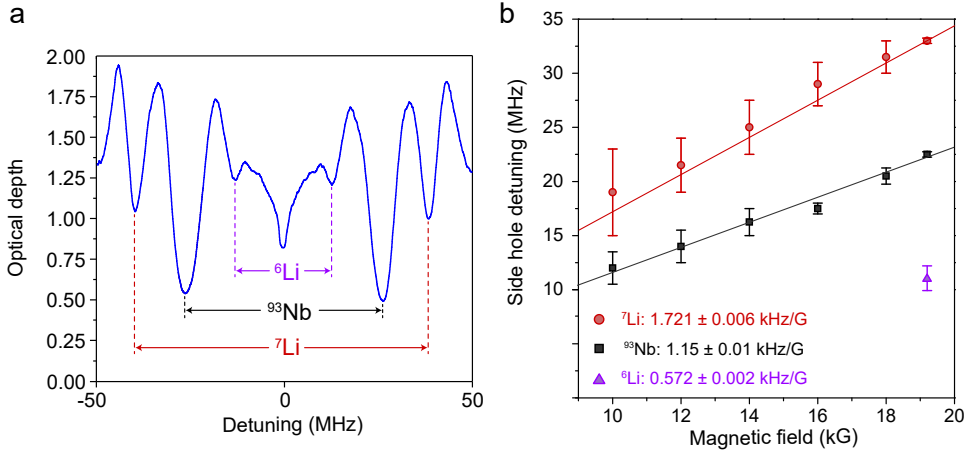 a
2.00
1.75
1.50
1.25
1.00
0.75
0.50
0.25
0.00
Optical depth
⁶Li
⁹³Nb
⁷Li
-50
0
50
Detuning (MHz)
b
35
30
25
20
15
10
Side hole detuning (MHz)
⁷Li: 1.721 ± 0.006 kHz/G
⁹³Nb: 1.15 ± 0.01 kHz/G
⁶Li: 0.572 ± 0.002 kHz/G
10
12
14
16
18
20
Magnetic field (kG)